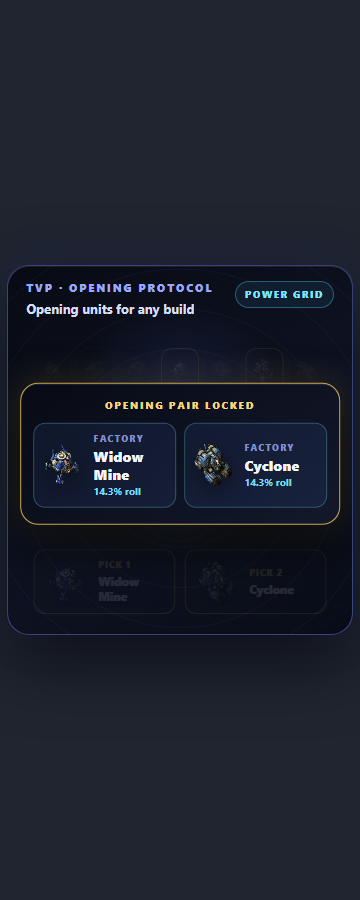 TVP · OPENING PROTOCOL
POWER GRID
Opening units for any build
OPENING PAIR LOCKED
FACTORY
Widow
Mine
14.3% roll
FACTORY
Cyclone
14.3% roll
PICK 1
Widow
Mine
PICK 2
Cyclone